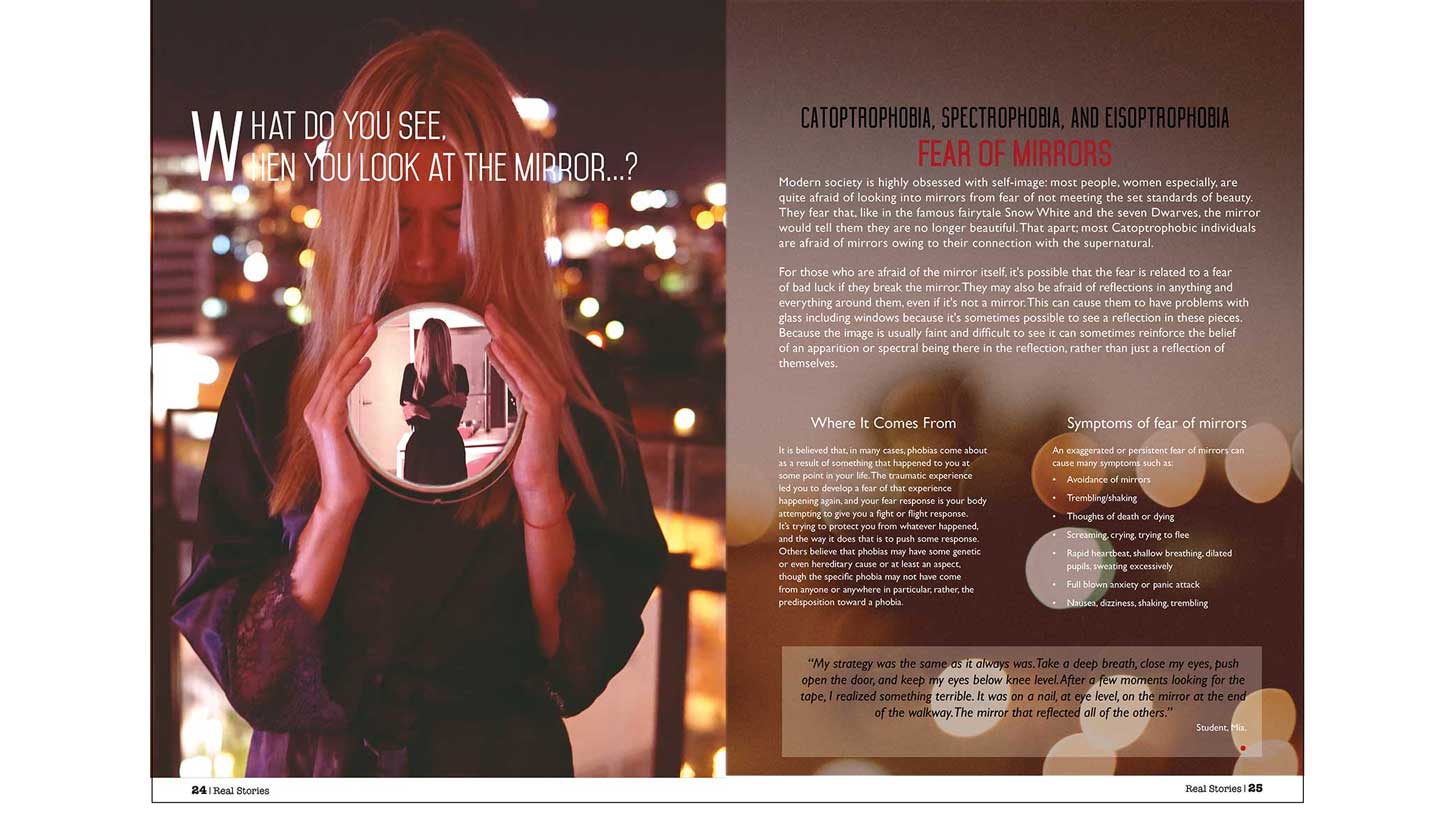 WHAT DO YOU SEE,
WHEN YOU LOOK AT THE MIRROR...?
CATOPTROPHOBIA, SPECTROPHOBIA, AND EISOPTROPHOBIA
FEAR OF MIRRORS
Modern society is highly obsessed with self-image: most people, women especially, are
quite afraid of looking into mirrors from fear of not meeting the set standards of beauty.
They fear that, like in the famous fairytale Snow White and the seven Dwarves, the mirror
would tell them they are no longer beautiful. That apart; most Catoptrophobic individuals
are afraid of mirrors owing to their connection with the supernatural.
For those who are afraid of the mirror itself, it's possible that the fear is related to a fear
of bad luck if they break the mirror. They may also be afraid of reflections in anything and
everything around them, even if it's not a mirror. This can cause them to have problems with
glass including windows because it's sometimes possible to see a reflection in these pieces.
Because the image is usually faint and difficult to see it can sometimes reinforce the belief
of an apparition or spectral being there in the reflection, rather than just a reflection of
themselves.
Where It Comes From
It is believed that, in many cases, phobias come about
as a result of something that happened to you at
some point in your life. The traumatic experience
led you to develop a fear of that experience
happening again, and your fear response is your body
attempting to give you a fight or flight response.
It's trying to protect you from whatever happened,
and the way it does that is to push some response.
Others believe that phobias may have some genetic
or even hereditary cause or at least an aspect,
though the specific phobia may not have come
from anyone or anywhere in particular, rather, the
predisposition toward a phobia.
Symptoms of fear of mirrors
An exaggerated or persistent fear of mirrors can
cause many symptoms such as:
• Avoidance of mirrors
• Trembling/shaking
• Thoughts of death or dying
• Screaming, crying, trying to flee
• Rapid heartbeat, shallow breathing, dilated
pupils, sweating excessively
• Full blown anxiety or panic attack
• Nausea, dizziness, shaking, trembling
“My strategy was the same as it always was. Take a deep breath, close my eyes, push
open the door, and keep my eyes below knee level. After a few moments looking for the
tape, I realized something terrible. It was on a nail, at eye level, on the mirror at the end
of the walkway. The mirror that reflected all of the others.”
Student, Mia.
24 | Real Stories
Real Stories | 25